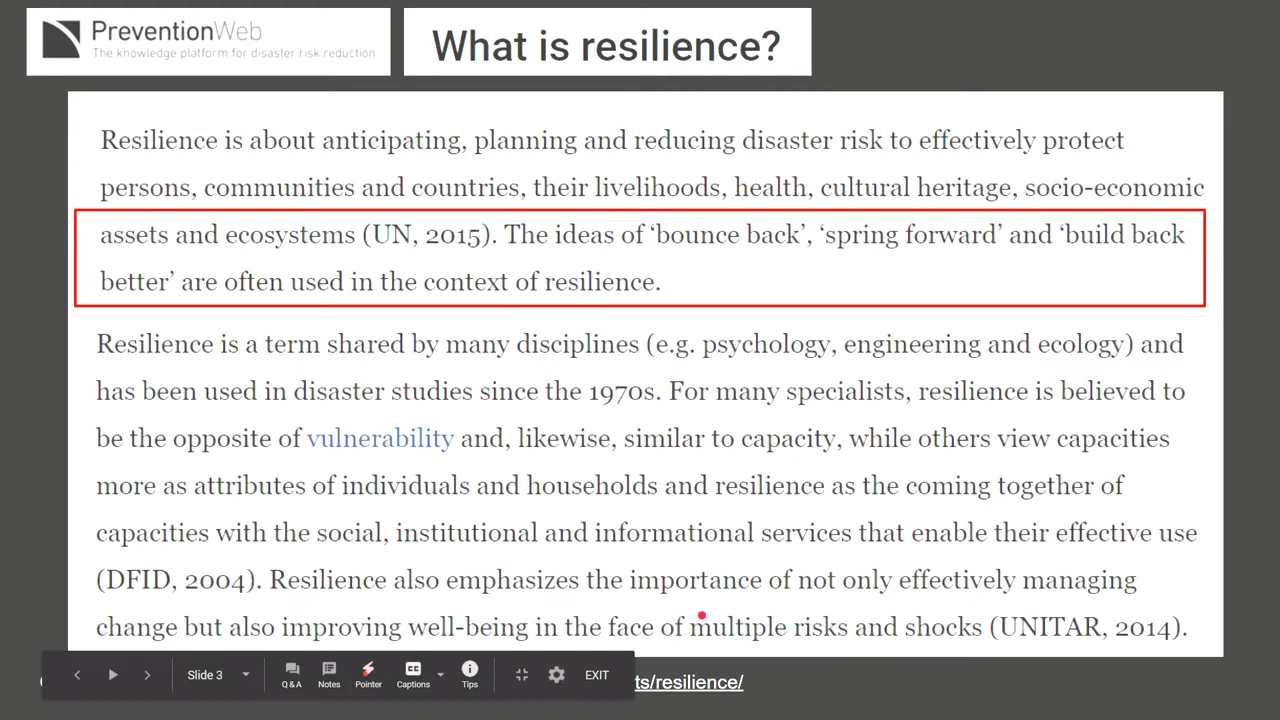 PreventionWeb
The knowledge platform for disaster risk reduction
What is resilience?
Resilience is about anticipating, planning and reducing disaster risk to effectively protect
persons, communities and countries, their livelihoods, health, cultural heritage, socio-economic
assets and ecosystems (UN, 2015). The ideas of ‘bounce back’, ‘spring forward’ and ‘build back
better’ are often used in the context of resilience.
Resilience is a term shared by many disciplines (e.g. psychology, engineering and ecology) and
has been used in disaster studies since the 1970s. For many specialists, resilience is believed to
be the opposite of vulnerability and, likewise, similar to capacity, while others view capacities
more as attributes of individuals and households and resilience as the coming together of
capacities with the social, institutional and informational services that enable their effective use
(DFID, 2004). Resilience also emphasizes the importance of not only effectively managing
change but also improving well-being in the face of multiple risks and shocks (UNITAR, 2014).
ts/resilience/
Slide 3
Q & A
Notes
Pointer
CC
Captions
Tips
EXIT